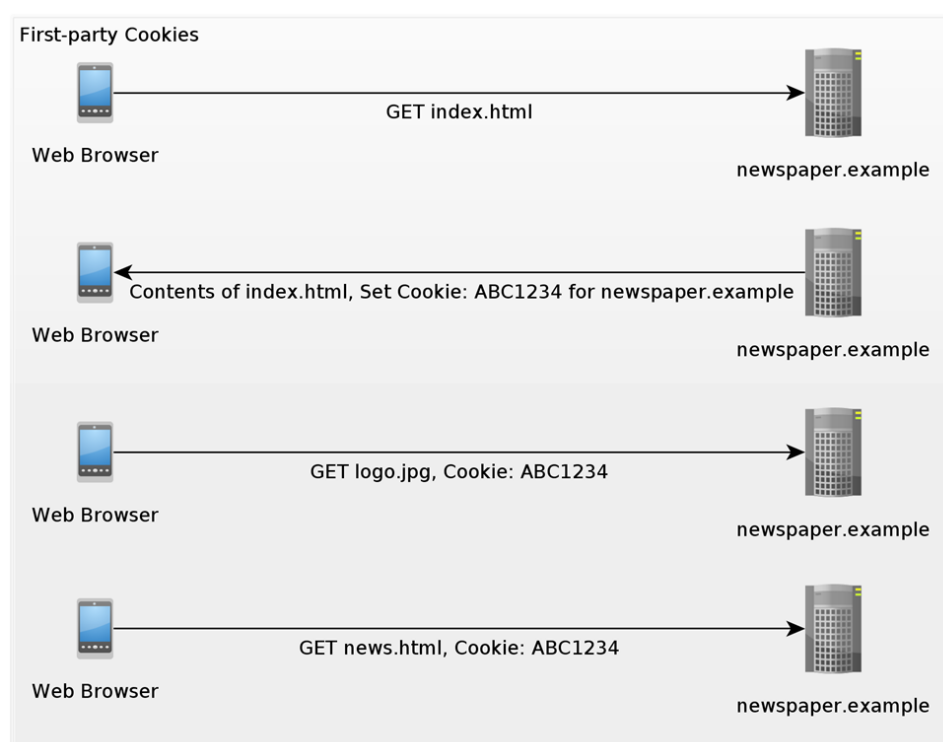 First-party Cookies
GET index.html
Web Browser
newspaper.example
Contents of index.html, Set Cookie: ABC1234 for newspaper.example
Web Browser
newspaper.example
GET logo.jpg, Cookie: ABC1234
Web Browser
newspaper.example
GET news.html, Cookie: ABC1234
Web Browser
newspaper.example